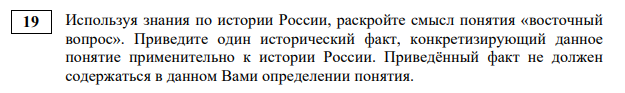 19 Используя знания по истории России, раскройте смысл понятия «восточный
вопрос». Приведите один исторический факт, конкретизирующий данное
понятие применительно к истории России. Приведённый факт не должен
содержаться в данном Вами определении понятия.